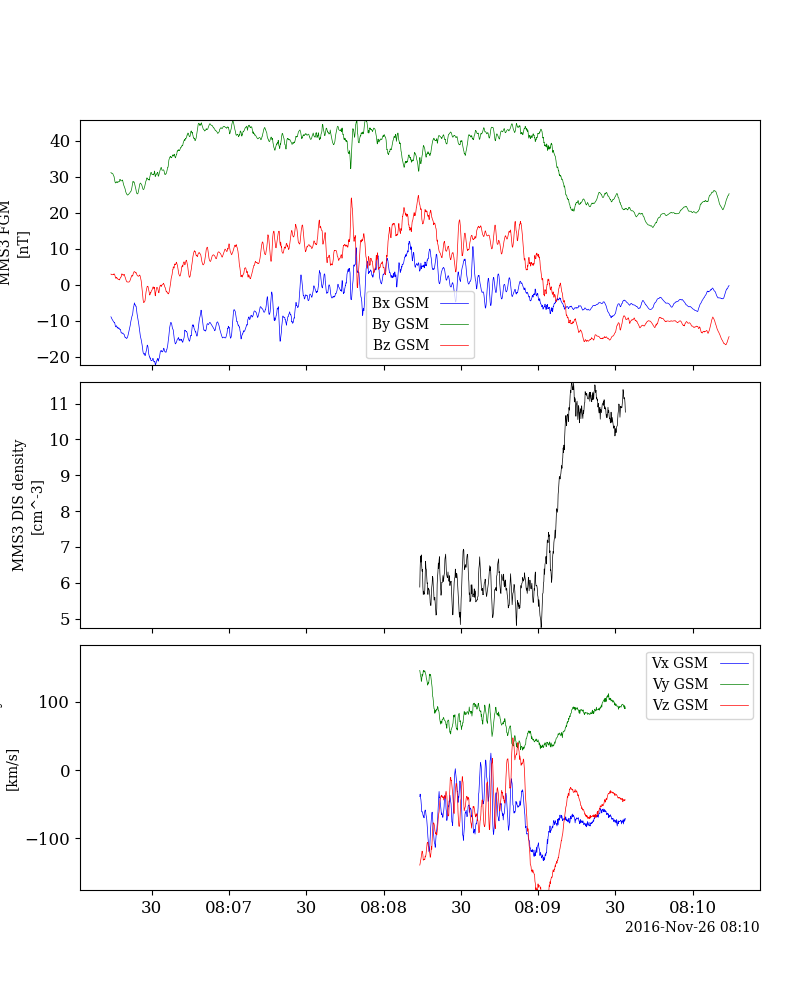 40
30
20
10
0
−10
−20
MMS3 FGM
[nT]
Bx GSM
By GSM
Bz GSM
11
10
9
8
7
6
5
MMS3 DIS density
[cm^-3]
100
0
−100
[km/s]
Vx GSM
Vy GSM
Vz GSM
30
08:07
30
08:08
30
08:09
30
08:10
2016-Nov-26 08:10